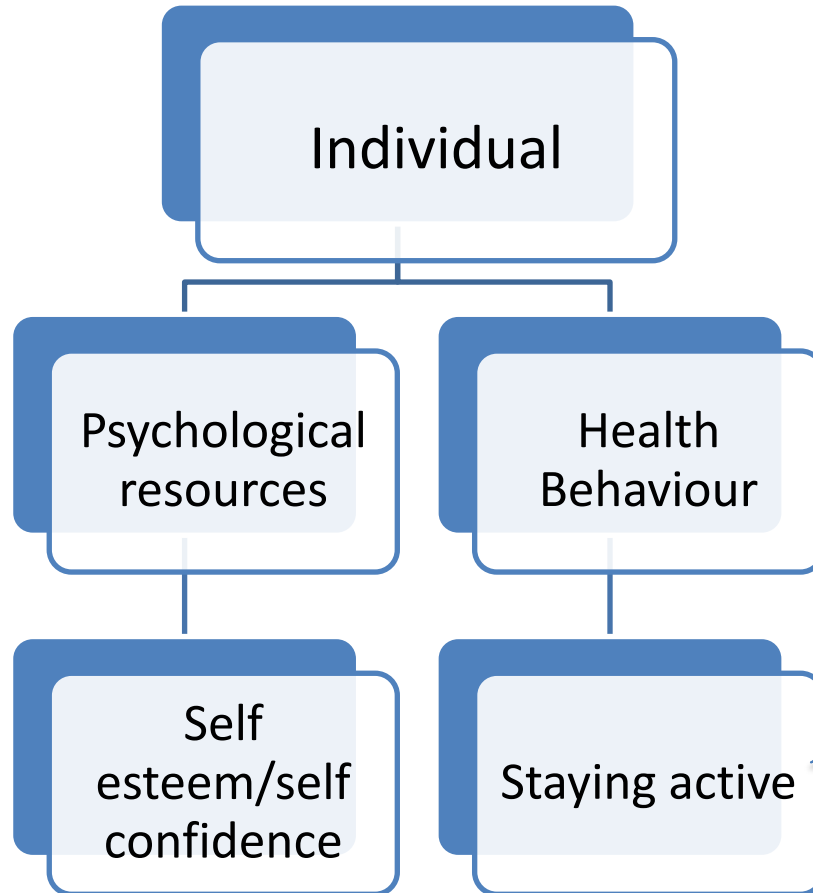 Individual
Psychological
resources
Health
Behaviour
Self
esteem/self
confidence
Staying active